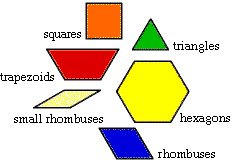 squares
triangles
trapezoids
small rhombuses
hexagons
rhombuses